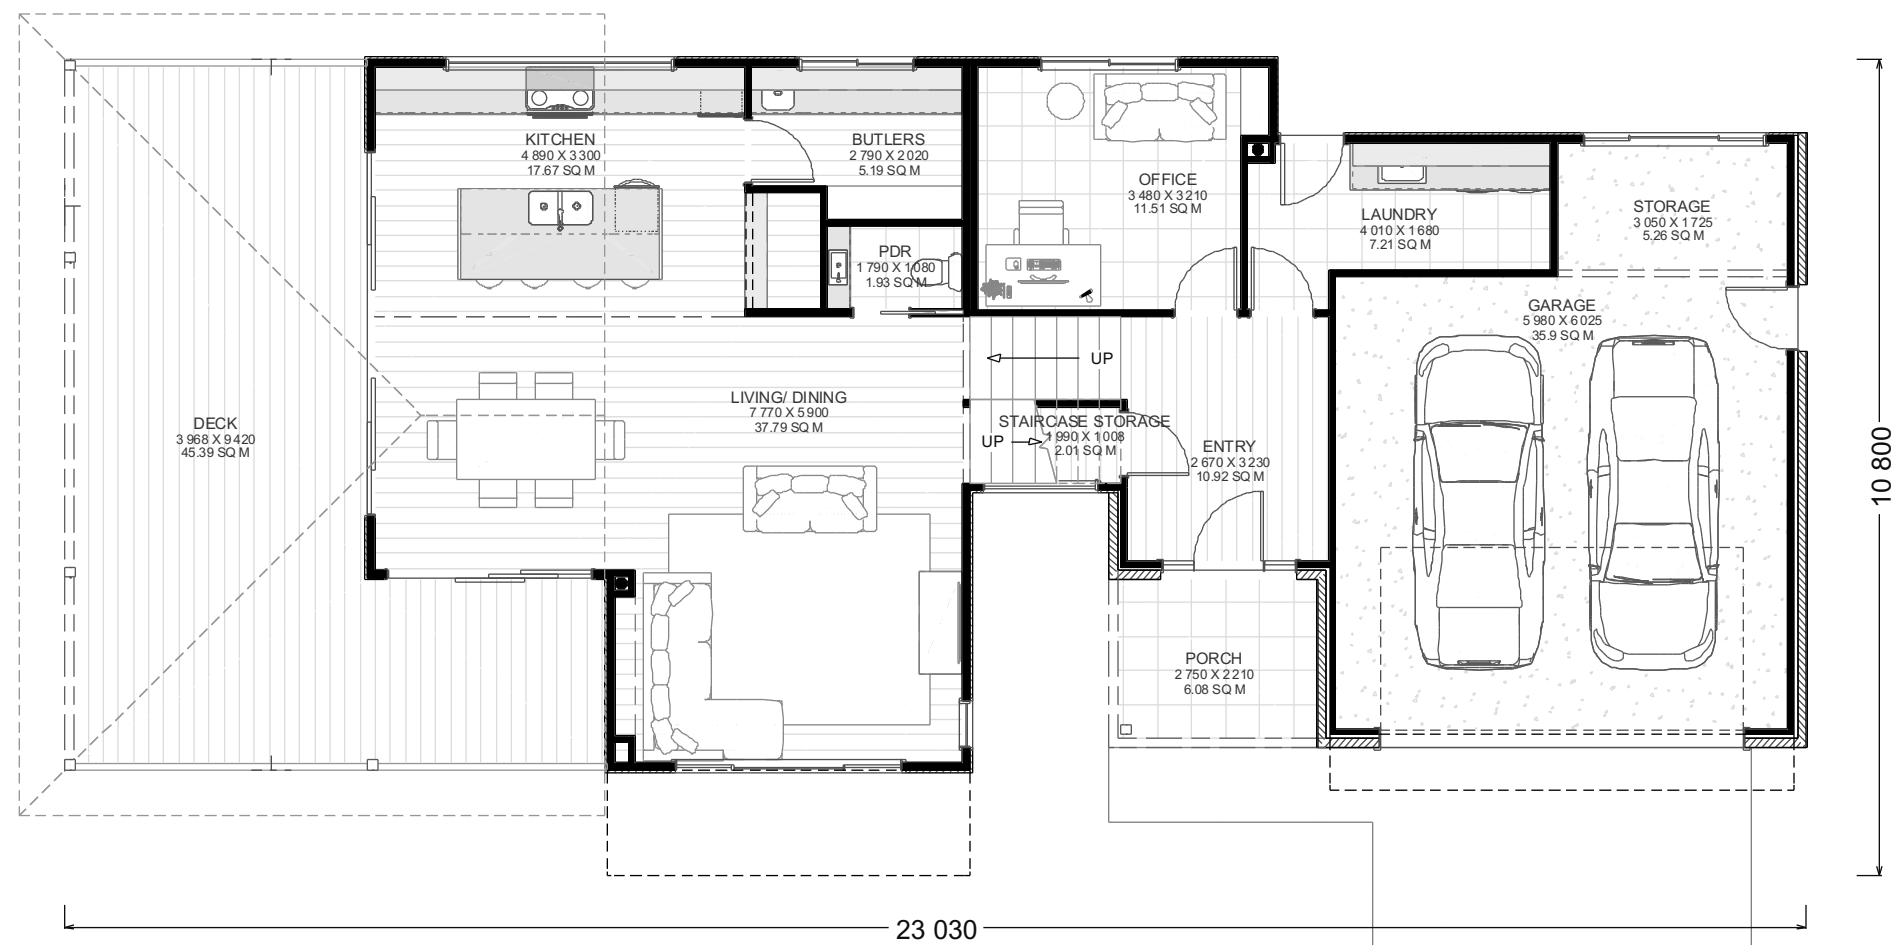 KITCHEN
4 890 X 3 300
17.67 SQ M
BUTLERS
2 790 X 2 020
5.19 SQ M
OFFICE
3 480 X 3 210
11.51 SQ M
LAUNDRY
4 010 X 1 680
7.21 SQ M
STORAGE
3 050 X 1 725
5.26 SQ M
PDR
1 790 X 1 080
1.93 SQ M
GARAGE
5 980 X 6 025
35.9 SQ M
UP
LIVING/ DINING
7 770 X 5 900
37.79 SQ M
DECK
3 968 X 9 420
45.39 SQ M
STAIRCASE STORAGE
1 990 X 1 008
2.01 SQ M
UP
ENTRY
2 670 X 3 230
10.92 SQ M
PORCH
2 750 X 2 210
6.08 SQ M
10 800
23 030